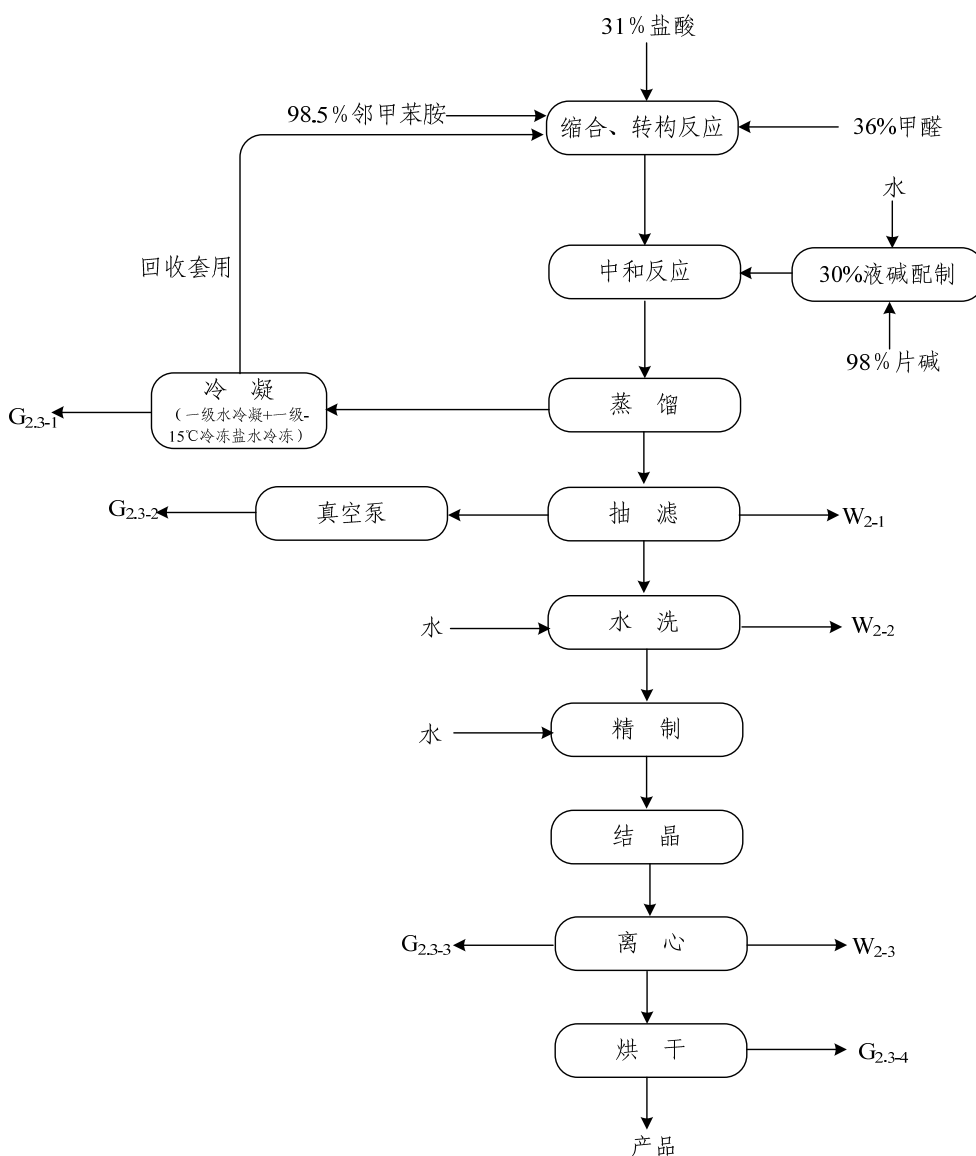 31%盐酸
98.5%邻甲苯胺
缩合、转构反应
36%甲醛
水
回收套用
中和反应
30%液碱配制
98%片碱
冷 凝
（一级水冷凝+一级-
15℃冷冻盐水冷冻）
G2.3-1
蒸 馏
G2.3-2
真空泵
抽 滤
W2-1
水
水 洗
W2-2
水
精 制
结 晶
G2.3-3
离 心
W2-3
烘 干
G2.3-4
产品